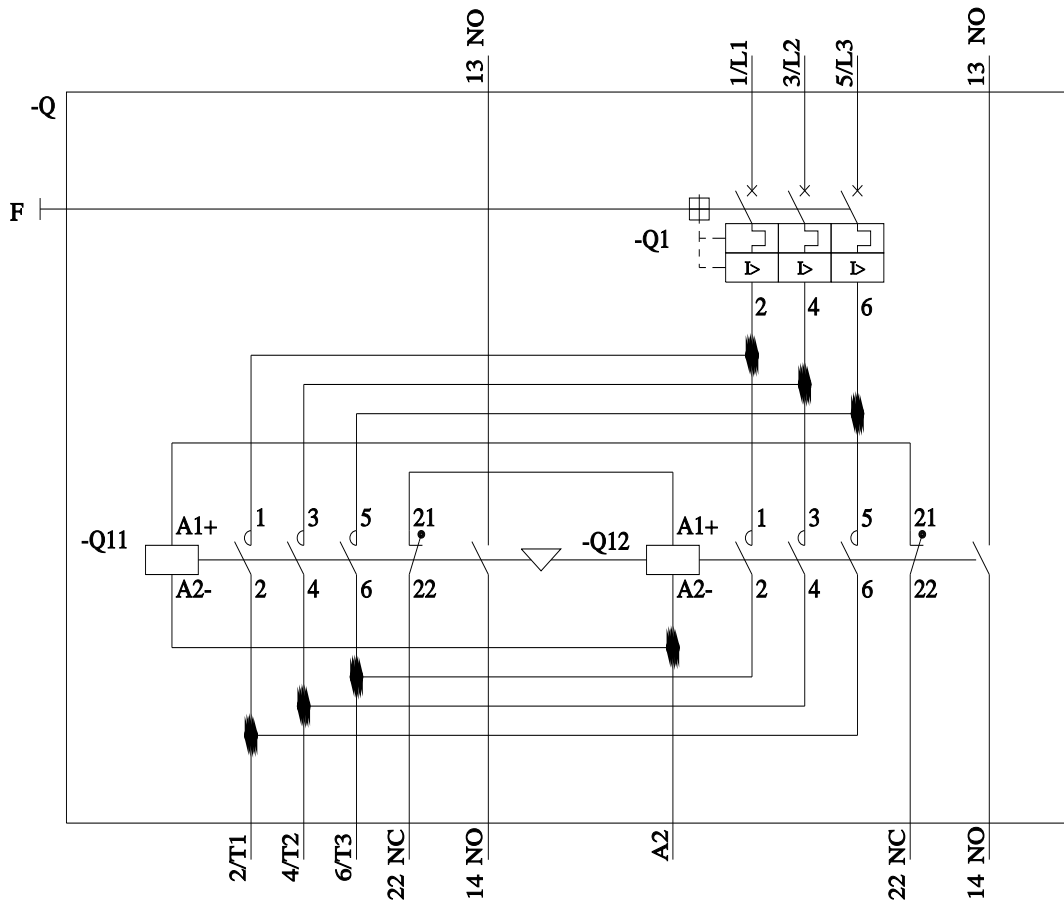 13 NO
1/L1
3/L2
5/L3
13 NO
-Q
F
-Q1
I> I> I>
2 4 6
-Q11
A1+ 1 3 5 21
A2- 2 4 6 22
-Q12
A1+ 1 3 5 21
A2- 2 4 6 22
2/T1
4/T2
6/T3
22 NC
14 NO
A2
22 NC
14 NO